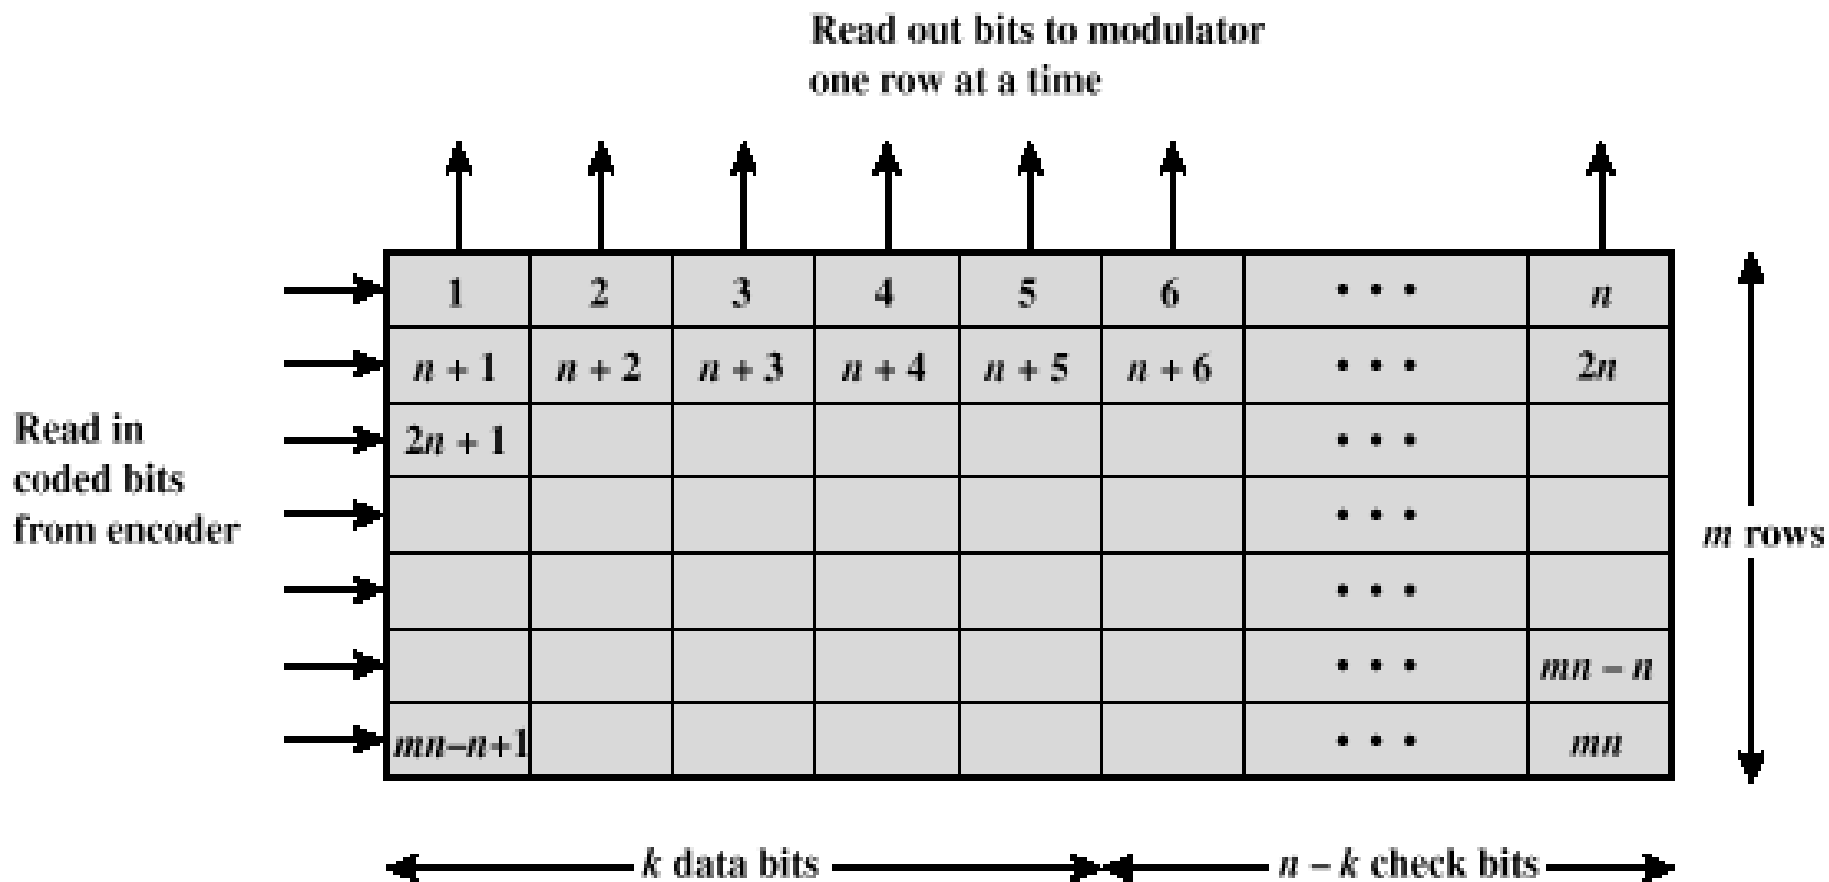 Read out bits to modulator
one row at a time
1 2 3 4 5 6 • • • n
n + 1 n + 2 n + 3 n + 4 n + 5 n + 6 • • • 2n
2n + 1 • • •
• • •
• • •
• • • mn – n
mn–n+1 • • • mn
Read in
coded bits
from encoder
m rows
k data bits n – k check bits